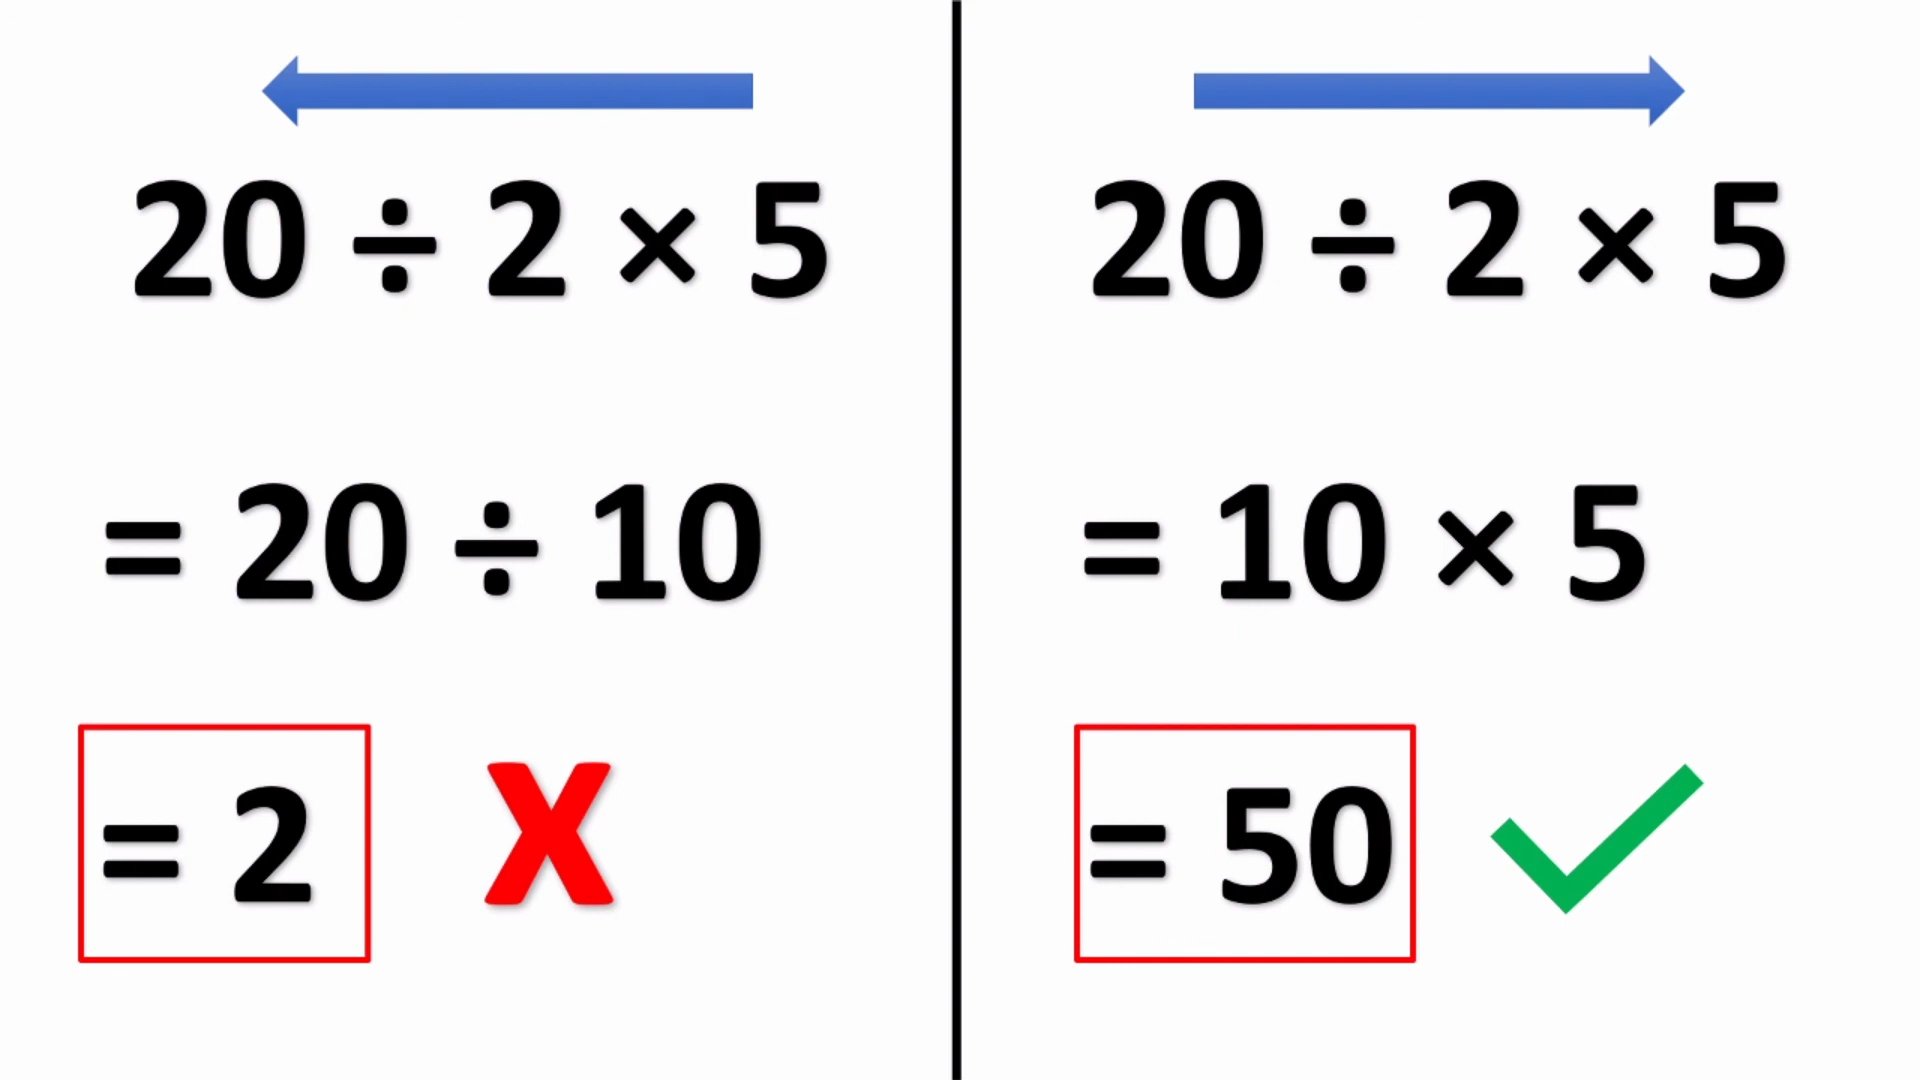 20 ÷ 2 × 5
= 20 ÷ 10
= 2 X
20 ÷ 2 × 5
= 10 × 5
= 50 ✓